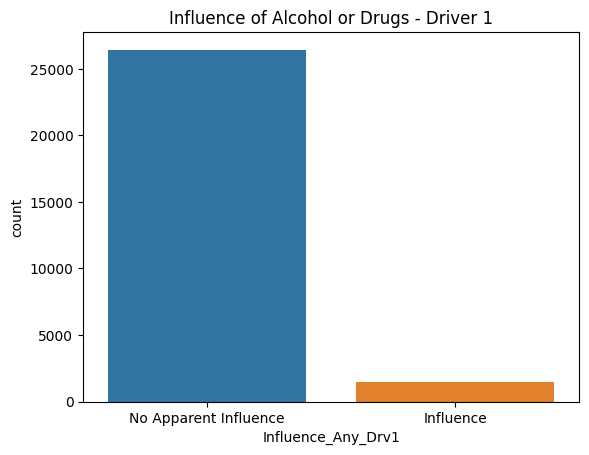 Influence of Alcohol or Drugs - Driver 1
25000
20000
15000
10000
5000
0
count
No Apparent Influence
Influence
Influence_Any_Drv1